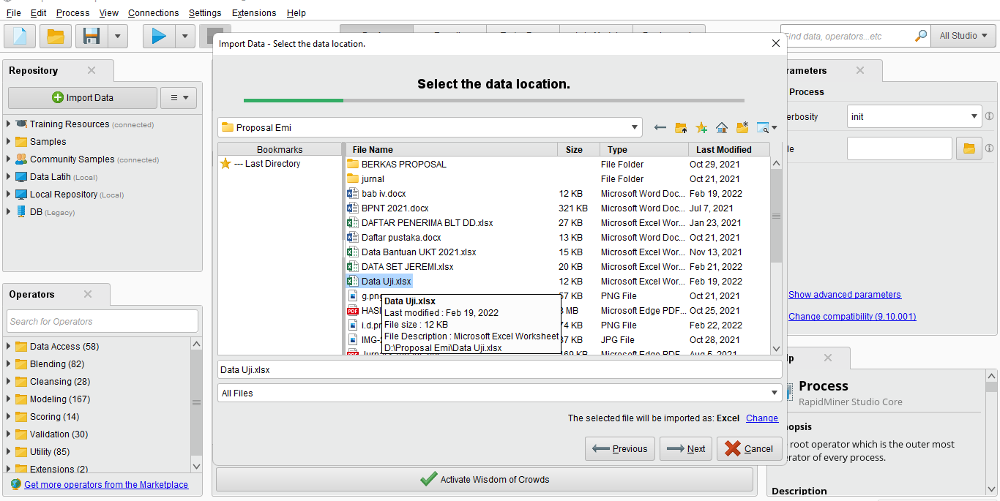 File Edit Process View Connections Settings Extensions Help
Find data, operators...etc
All Studio
Repository
Import Data
Training Resources (connected)
Samples
Community Samples (connected)
Data Latih (Local)
Local Repository (Local)
DB (Legacy)
Operators
Search for Operators
Data Access (58)
Blending (82)
Cleansing (28)
Modeling (167)
Scoring (14)
Validation (30)
Utility (85)
Extensions (2)
Get more operators from the Marketplace
Import Data - Select the data location.
Select the data location.
Proposal Emi
Bookmarks
--- Last Directory
File Name Size Type Last Modified
BERKAS PROPOSAL File Folder Oct 29, 2021
jurnal File Folder Oct 21, 2021
bab iv.docx 12 KB Microsoft Word Doc... Feb 19, 2022
BPNT 2021.docx 321 KB Microsoft Word Doc... Jul 7, 2021
DAFTAR PENERIMA BLT DD.xlsx 27 KB Microsoft Excel Wor... Jan 23, 2021
Daftar pustaka.docx 13 KB Microsoft Word Doc... Oct 21, 2021
Data Bantuan UKT 2021.xlsx 15 KB Microsoft Excel Wor... Nov 13, 2021
DATA SET JEREMI.xlsx 20 KB Microsoft Excel Wor... Feb 21, 2022
Data Uji.xlsx 12 KB Microsoft Excel Wor... Feb 19, 2022
g.png 57 KB PNG File Oct 21, 2021
HASI MB Microsoft Edge PDF... Oct 25, 2021
i.d.pr 74 KB PNG File Feb 22, 2022
IMG-2 37 KB JPG File Oct 28, 2021
169 KB Microsoft Edge PDF... Aug 5, 2021
Data Uji.xlsx
Last modified : Feb 19, 2022
File size : 12 KB
File Description : Microsoft Excel Worksheet
D:\Proposal Emi\Data Uji.xlsx
Data Uji.xlsx
All Files
The selected file will be imported as: Excel Change
Previous Next Cancel
Activate Wisdom of Crowds
rameters
Process
erbosity init
le
Show advanced parameters
Change compatibility (9.10.001)
lp
Process
RapidMiner Studio Core
nopsis
root operator which is the outer most
erator of every process.
Description